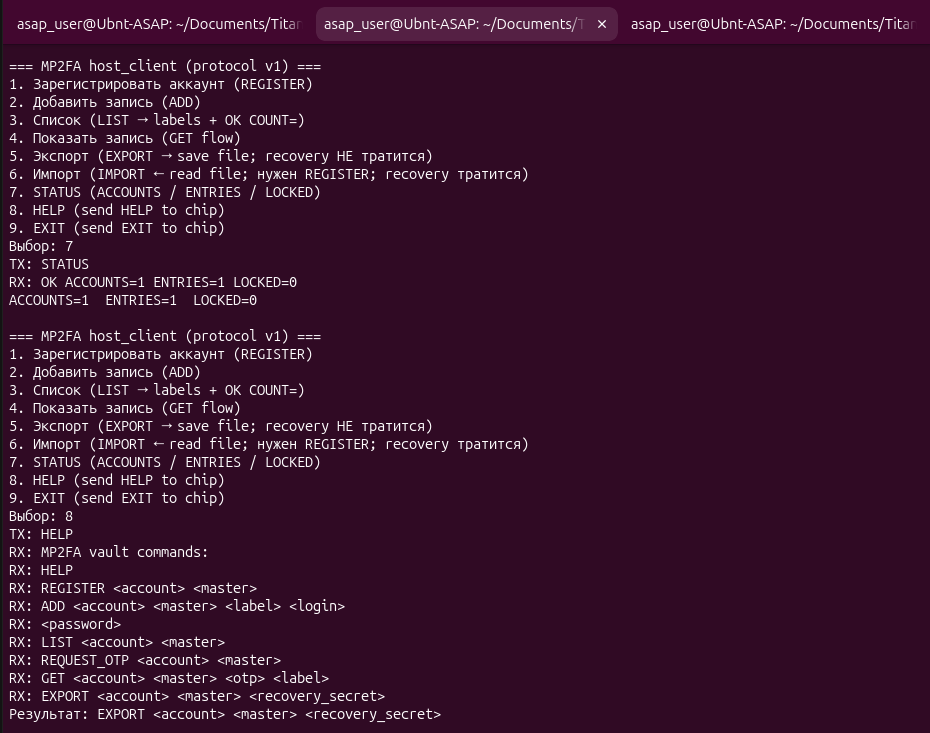 asap_user@Ubnt-ASAP: ~/Documents/Titan
asap_user@Ubnt-ASAP: ~/Documents/T
asap_user@Ubnt-ASAP: ~/Documents/Titan
=== MP2FA host_client (protocol v1) ===
1. Зарегистрировать аккаунт (REGISTER)
2. Добавить запись (ADD)
3. Список (LIST → labels + OK COUNT=)
4. Показать запись (GET flow)
5. Экспорт (EXPORT → save file; recovery НЕ тратится)
6. Импорт (IMPORT ← read file; нужен REGISTER; recovery тратится)
7. STATUS (ACCOUNTS / ENTRIES / LOCKED)
8. HELP (send HELP to chip)
9. EXIT (send EXIT to chip)
Выбор: 7
TX: STATUS
RX: OK ACCOUNTS=1 ENTRIES=1 LOCKED=0
ACCOUNTS=1  ENTRIES=1  LOCKED=0
=== MP2FA host_client (protocol v1) ===
1. Зарегистрировать аккаунт (REGISTER)
2. Добавить запись (ADD)
3. Список (LIST → labels + OK COUNT=)
4. Показать запись (GET flow)
5. Экспорт (EXPORT → save file; recovery НЕ тратится)
6. Импорт (IMPORT ← read file; нужен REGISTER; recovery тратится)
7. STATUS (ACCOUNTS / ENTRIES / LOCKED)
8. HELP (send HELP to chip)
9. EXIT (send EXIT to chip)
Выбор: 8
TX: HELP
RX: MP2FA vault commands:
RX: HELP
RX: REGISTER <account> <master>
RX: ADD <account> <master> <label> <login>
RX: <password>
RX: LIST <account> <master>
RX: REQUEST_OTP <account> <master>
RX: GET <account> <master> <otp> <label>
RX: EXPORT <account> <master> <recovery_secret>
Результат: EXPORT <account> <master> <recovery_secret>